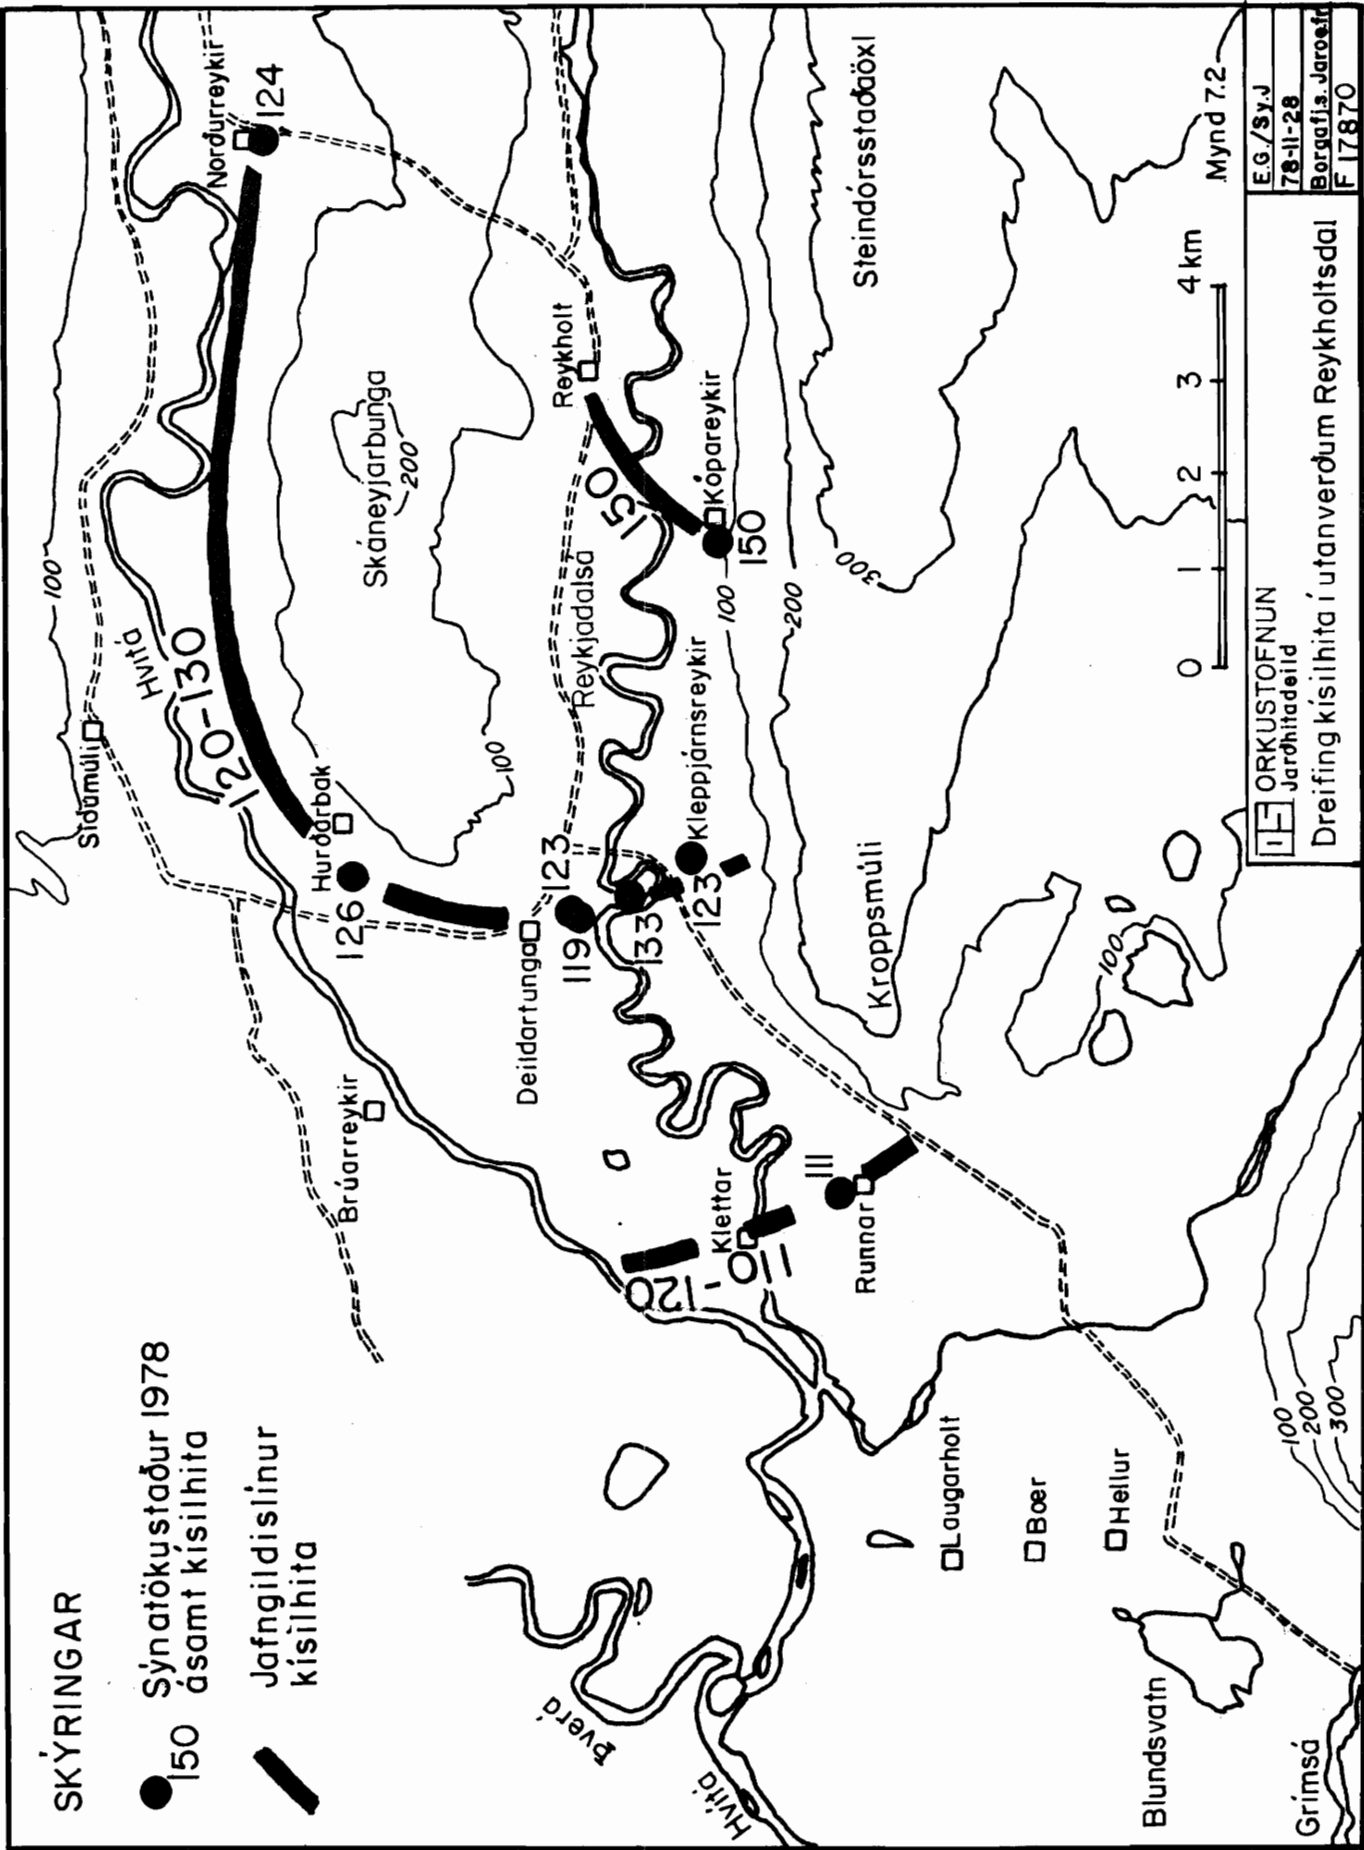 SKÝRINGAR
150 Sýnatökustaður 1978
ásamt kísilhita
Jafngildislínur
kísilhita
Síðumúli
100
Hvítá
120-130
Norðurreykir
124
Skáneyjarbunga
200
100
Hurðarbak
126
Brúarreykir
Deildartunga
123
119
133
123
Kleppjárnsreykir
Reykjadalsá
Reykholt
150
Kópareykir
150
100
200
300
Steindórsstaðaöxl
Kroppsmúli
100
Klettar
110
-120
111
Runnar
Þverá
Hvítá
Laugarholt
Bær
Hellur
Blundsvatn
Grímsá
100
200
300
0 1 2 3 4 km
Mynd 7.2
ORKUSTOFNUN
Jarðhitadeild
Dreifing kísilhita í utanverðum Reykholtsdal
E.G./Sy.J
78-11-28
Borgafjs. Jarðefn
F 17870